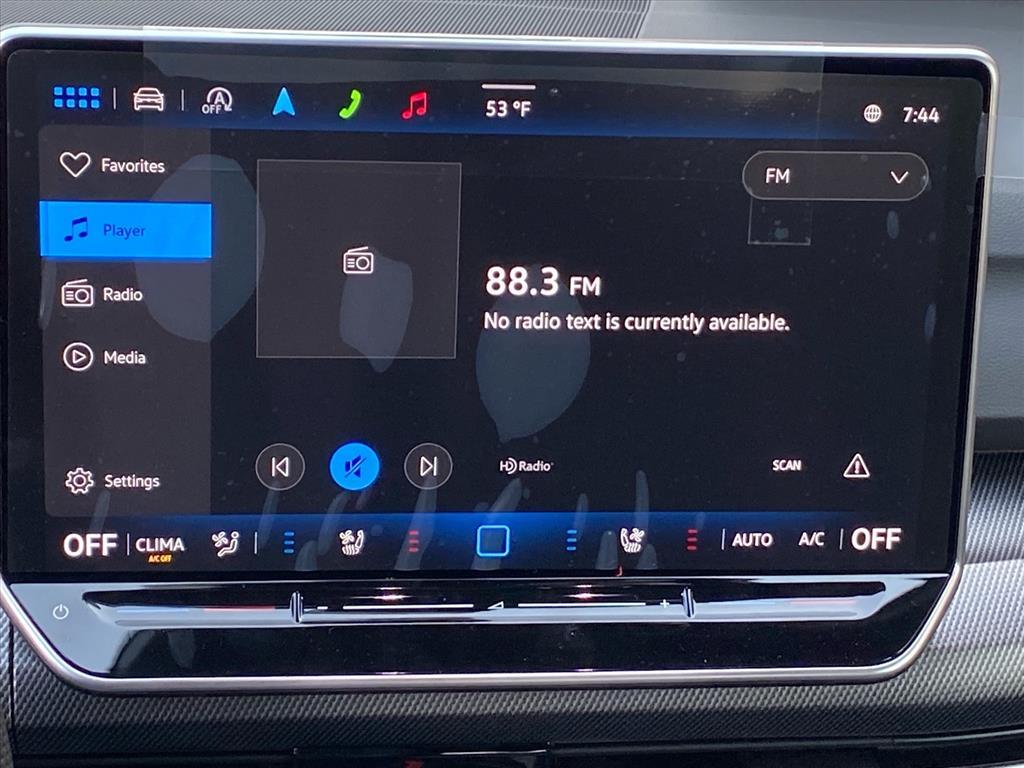 A
OFF
53 °F
7:44
Favorites
FM
Player
88.3 FM
Radio
No radio text is currently available.
Media
HD Radio
SCAN
Settings
OFF
CLIMA
A/C OFF
AUTO
A/C
OFF
- +